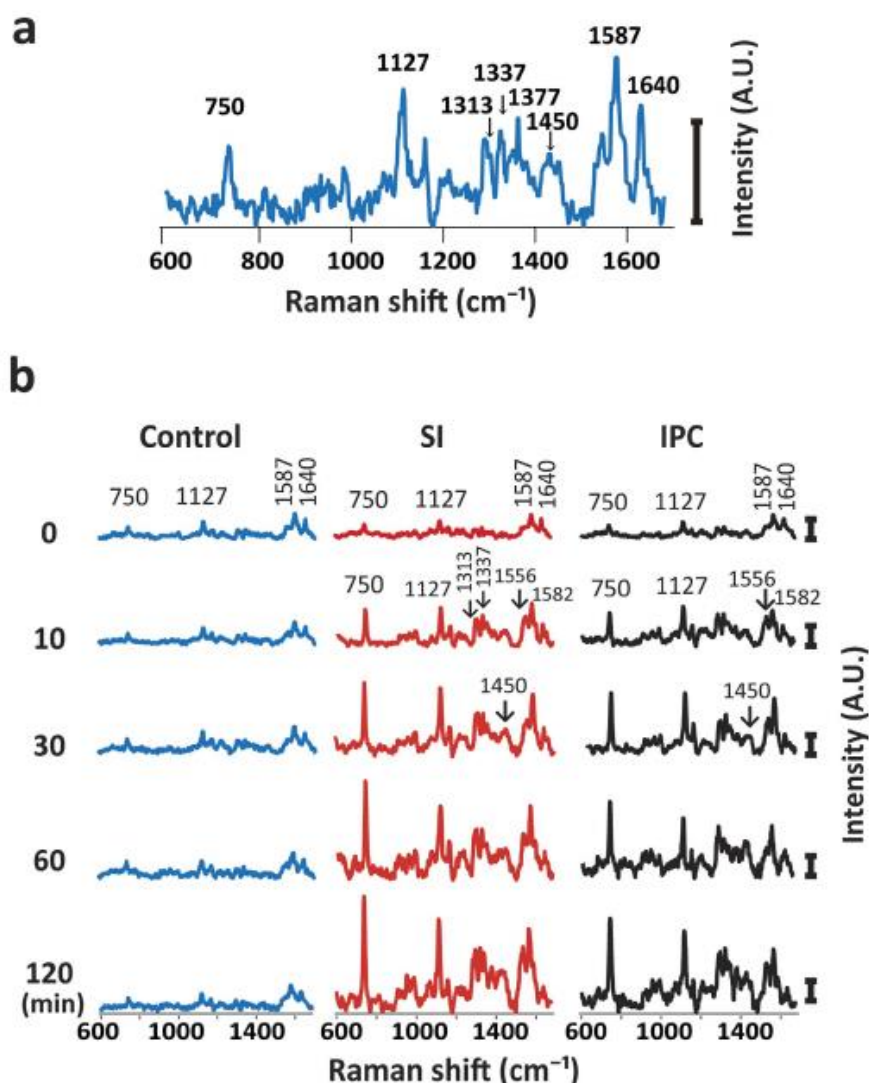 a
1587
1127
1337
1640
750
1313
1377
1450
Intensity (A.U.)
600 800 1000 1200 1400 1600
Raman shift (cm⁻¹)
b
Control SI IPC
0
750 1127 1587 1640
750 1127 1587 1640
750 1127 1587 1640
10
750 1127 1313 1337 1556 1582
750 1127 1556 1582
30
1450
1450
60
120
(min)
Intensity (A.U.)
600 1000 1400 600 1000 1400 600 1000 1400
Raman shift (cm⁻¹)